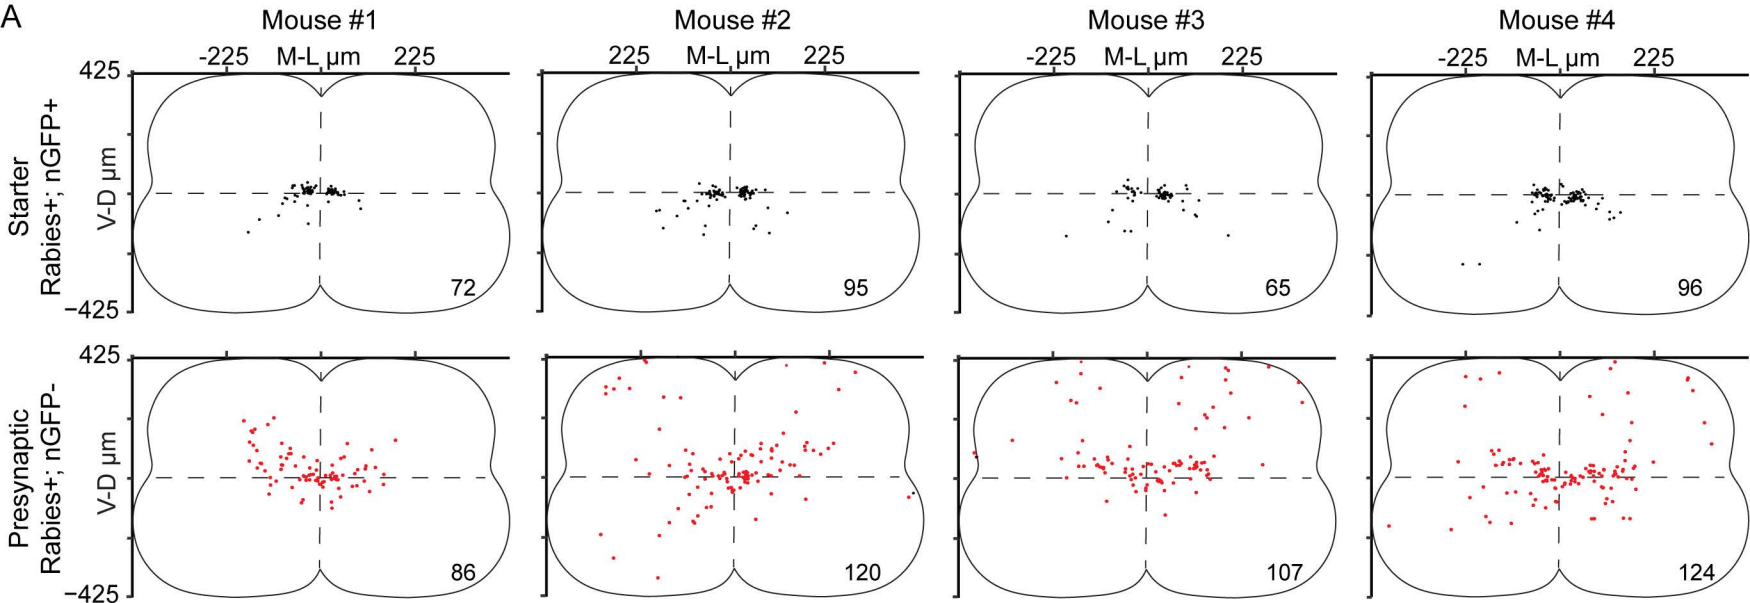 A
Mouse #1 Mouse #2 Mouse #3 Mouse #4
-225 M-L µm 225 225 M-L µm 225 -225 M-L µm 225 -225 M-L µm 225
425
Starter
Rabies+; nGFP+
V-D µm
72 95 65 96
−425
425
Presynaptic
Rabies+; nGFP-
V-D µm
86 120 107 124
−425